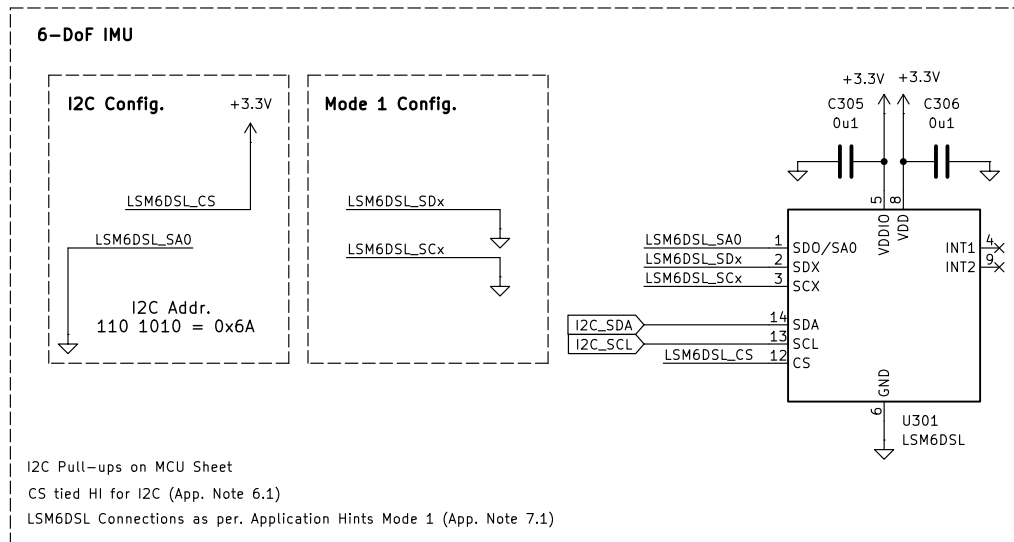 6-DoF IMU
I2C Config.
+3.3V
LSM6DSL_CS
LSM6DSL_SA0
I2C Addr.
110 1010 = 0x6A
Mode 1 Config.
LSM6DSL_SDx
LSM6DSL_SCx
+3.3V +3.3V
C305 C306
0u1 0u1
5 8
VDDIO VDD
LSM6DSL_SA0 1 SDO/SA0 INT1 4
LSM6DSL_SDx 2 SDX INT2 9
LSM6DSL_SCx 3 SCX
I2C_SDA 14 SDA
I2C_SCL 13 SCL
LSM6DSL_CS 12 CS
GND
6
U301
LSM6DSL
I2C Pull-ups on MCU Sheet
CS tied HI for I2C (App. Note 6.1)
LSM6DSL Connections as per. Application Hints Mode 1 (App. Note 7.1)